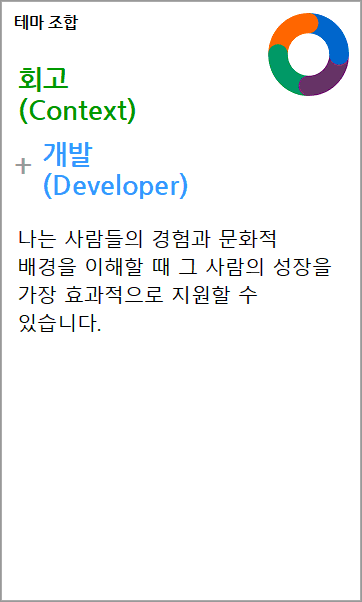 테마 조합
회고
(Context)
+ 개발
(Developer)
나는 사람들의 경험과 문화적
배경을 이해할 때 그 사람의 성장을
가장 효과적으로 지원할 수
있습니다.